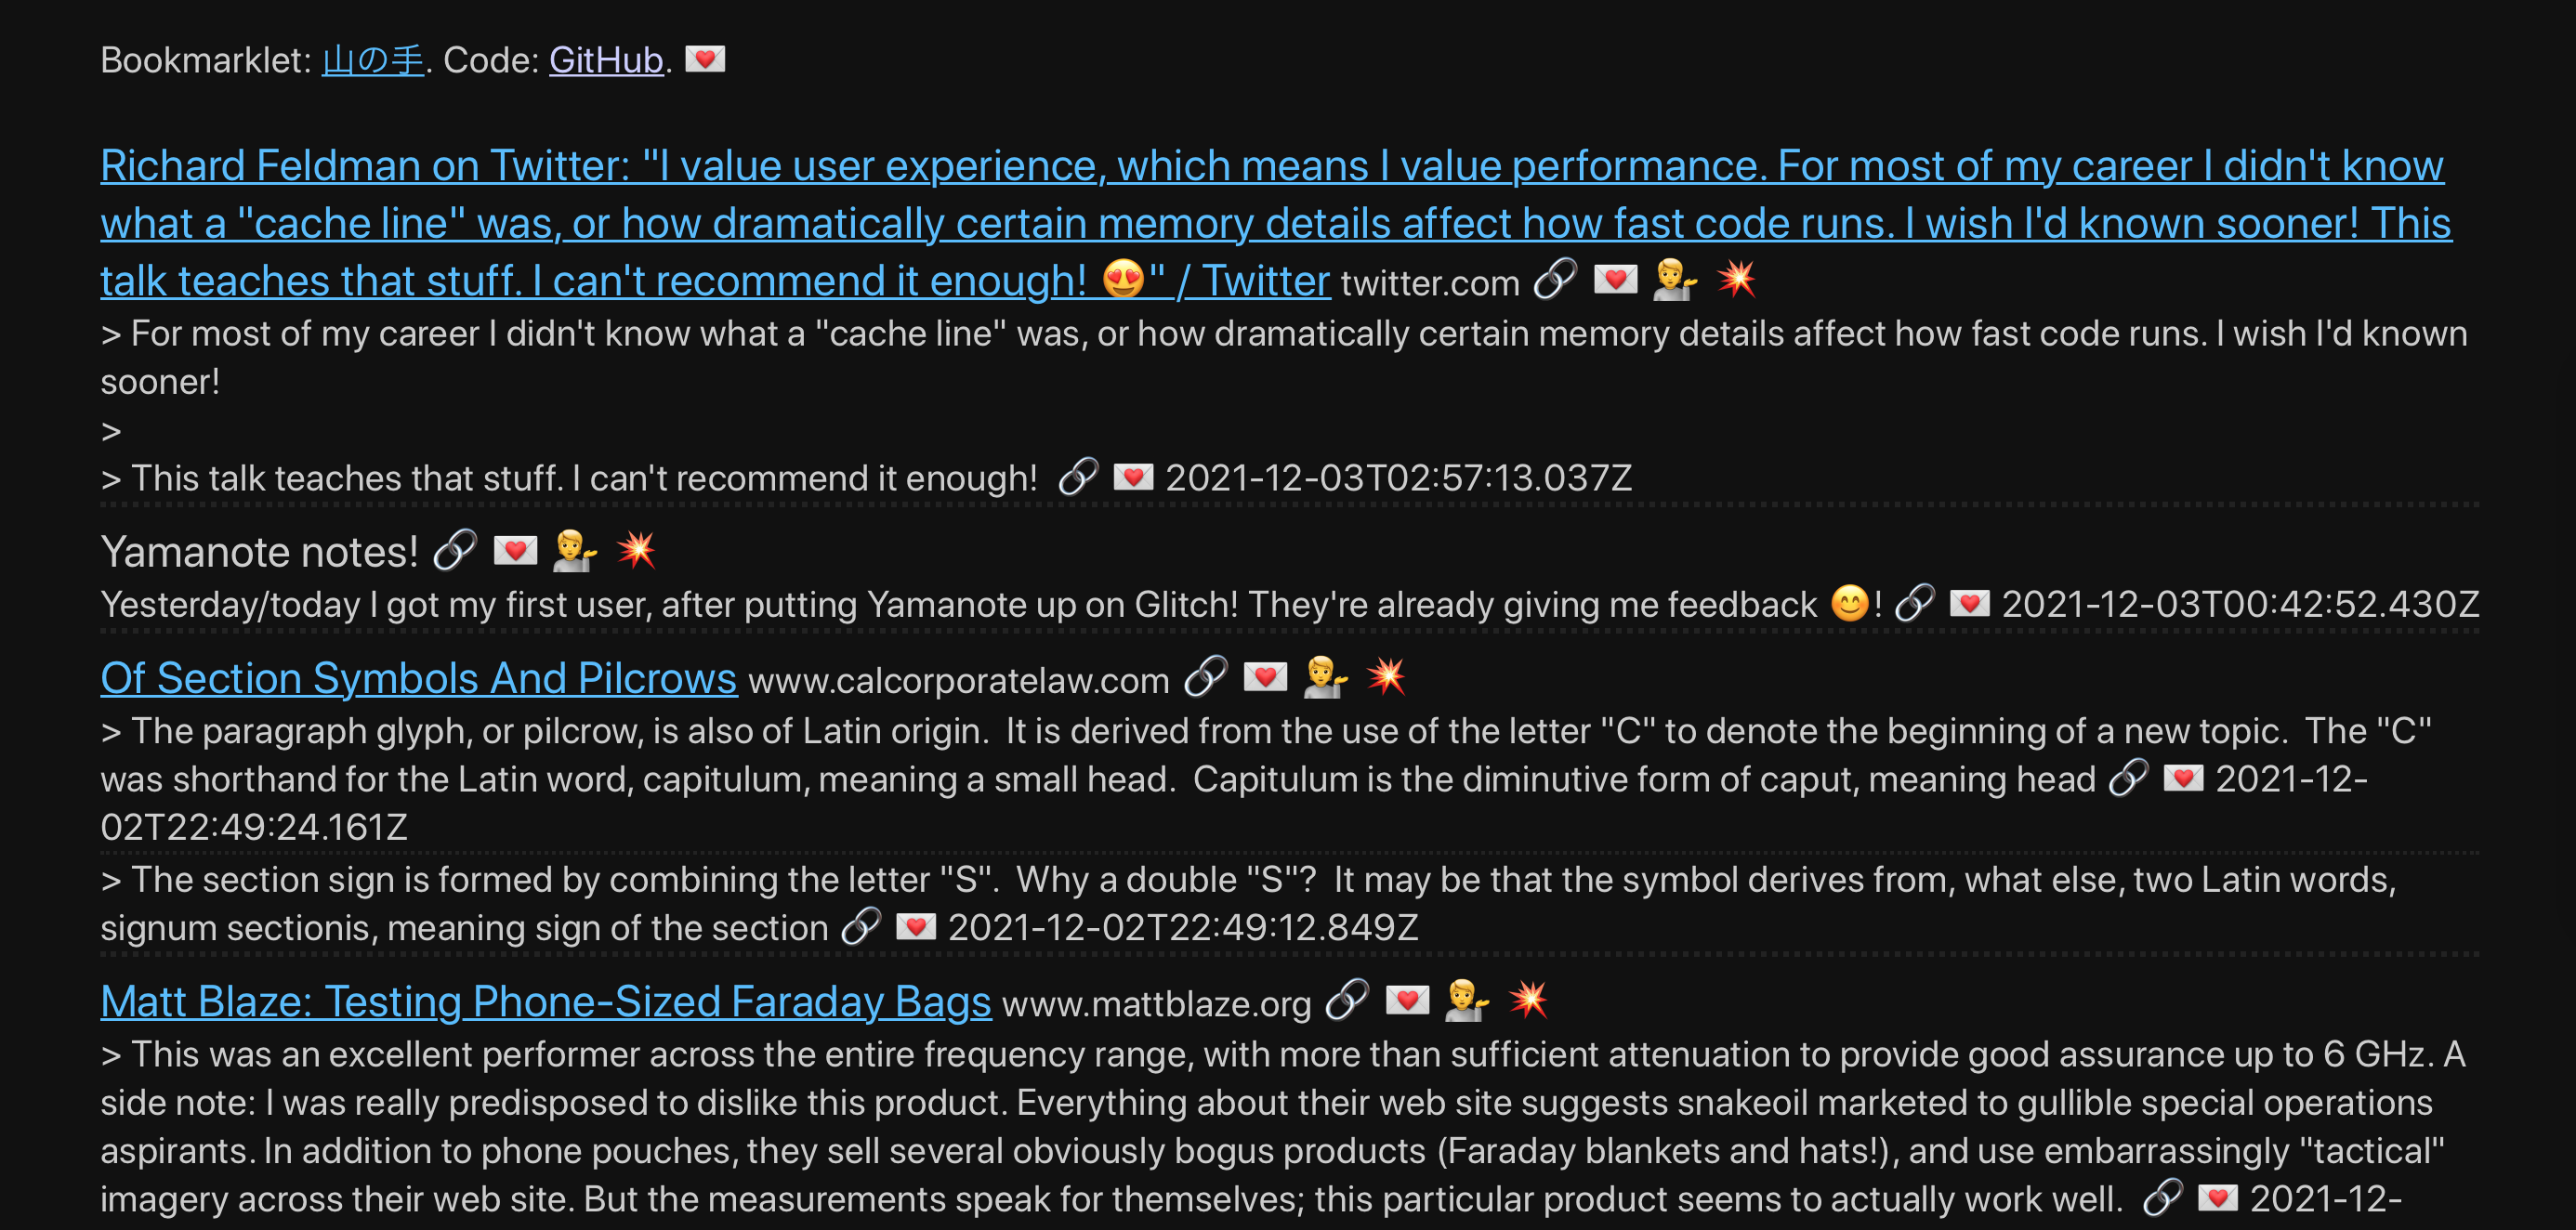 Bookmarklet: 山の手. Code: GitHub. 💌
Richard Feldman on Twitter: "I value user experience, which means I value performance. For most of my career I didn't know
what a "cache line" was, or how dramatically certain memory details affect how fast code runs. I wish I'd known sooner! This
talk teaches that stuff. I can't recommend it enough! 😍" / Twitter twitter.com 🔗 💌 💁 💥
> For most of my career I didn't know what a "cache line" was, or how dramatically certain memory details affect how fast code runs. I wish I'd known
sooner!
>
> This talk teaches that stuff. I can't recommend it enough! 🔗 💌 2021-12-03T02:57:13.037Z
Yamanote notes! 🔗 💌 💁 💥
Yesterday/today I got my first user, after putting Yamanote up on Glitch! They're already giving me feedback 😊! 🔗 💌 2021-12-03T00:42:52.430Z
Of Section Symbols And Pilcrows www.calcorporatelaw.com 🔗 💌 💁 💥
> The paragraph glyph, or pilcrow, is also of Latin origin.  It is derived from the use of the letter "C" to denote the beginning of a new topic.  The "C"
was shorthand for the Latin word, capitulum, meaning a small head.  Capitulum is the diminutive form of caput, meaning head 🔗 💌 2021-12-
02T22:49:24.161Z
> The section sign is formed by combining the letter "S".  Why a double "S"?  It may be that the symbol derives from, what else, two Latin words,
signum sectionis, meaning sign of the section 🔗 💌 2021-12-02T22:49:12.849Z
Matt Blaze: Testing Phone-Sized Faraday Bags www.mattblaze.org 🔗 💌 💁 💥
> This was an excellent performer across the entire frequency range, with more than sufficient attenuation to provide good assurance up to 6 GHz. A
side note: I was really predisposed to dislike this product. Everything about their web site suggests snakeoil marketed to gullible special operations
aspirants. In addition to phone pouches, they sell several obviously bogus products (Faraday blankets and hats!), and use embarrassingly "tactical"
imagery across their web site. But the measurements speak for themselves; this particular product seems to actually work well. 🔗 💌 2021-12-